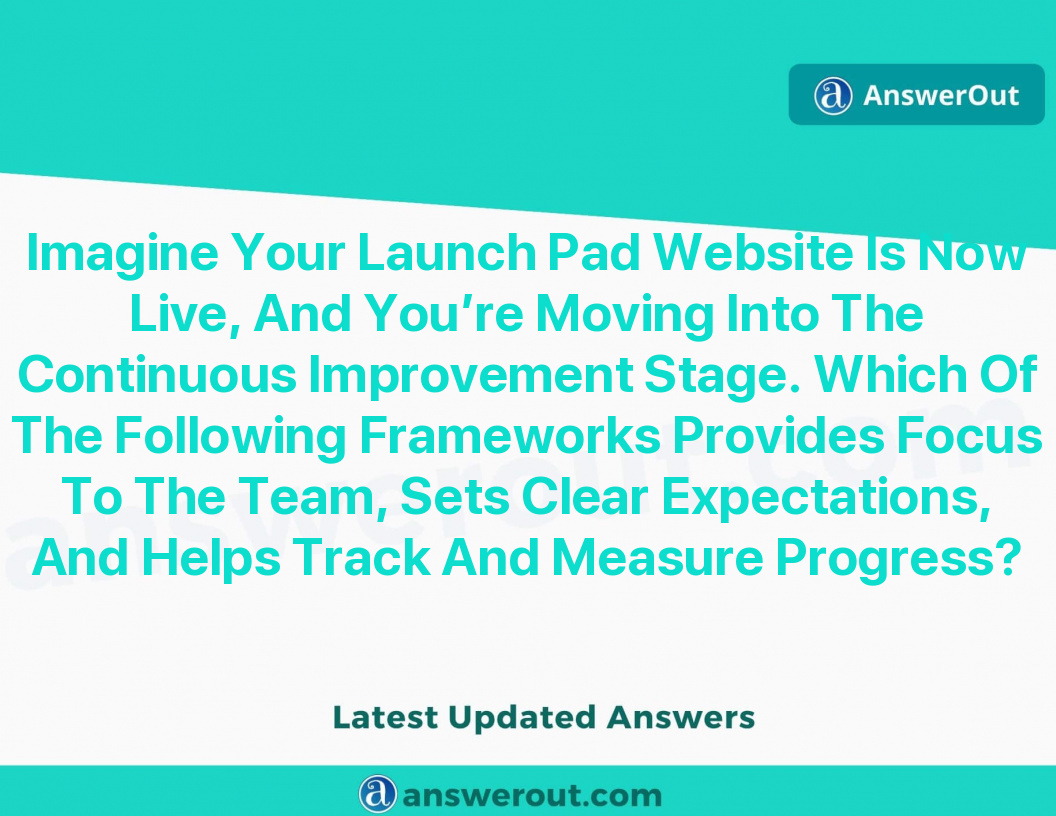 AnswerOut
Imagine Your Launch Pad Website Is Now
Live, And You’re Moving Into The
Continuous Improvement Stage. Which Of
The Following Frameworks Provides Focus
To The Team, Sets Clear Expectations,
And Helps Track And Measure Progress?
answerout.com
Latest Updated Answers
answerout.com